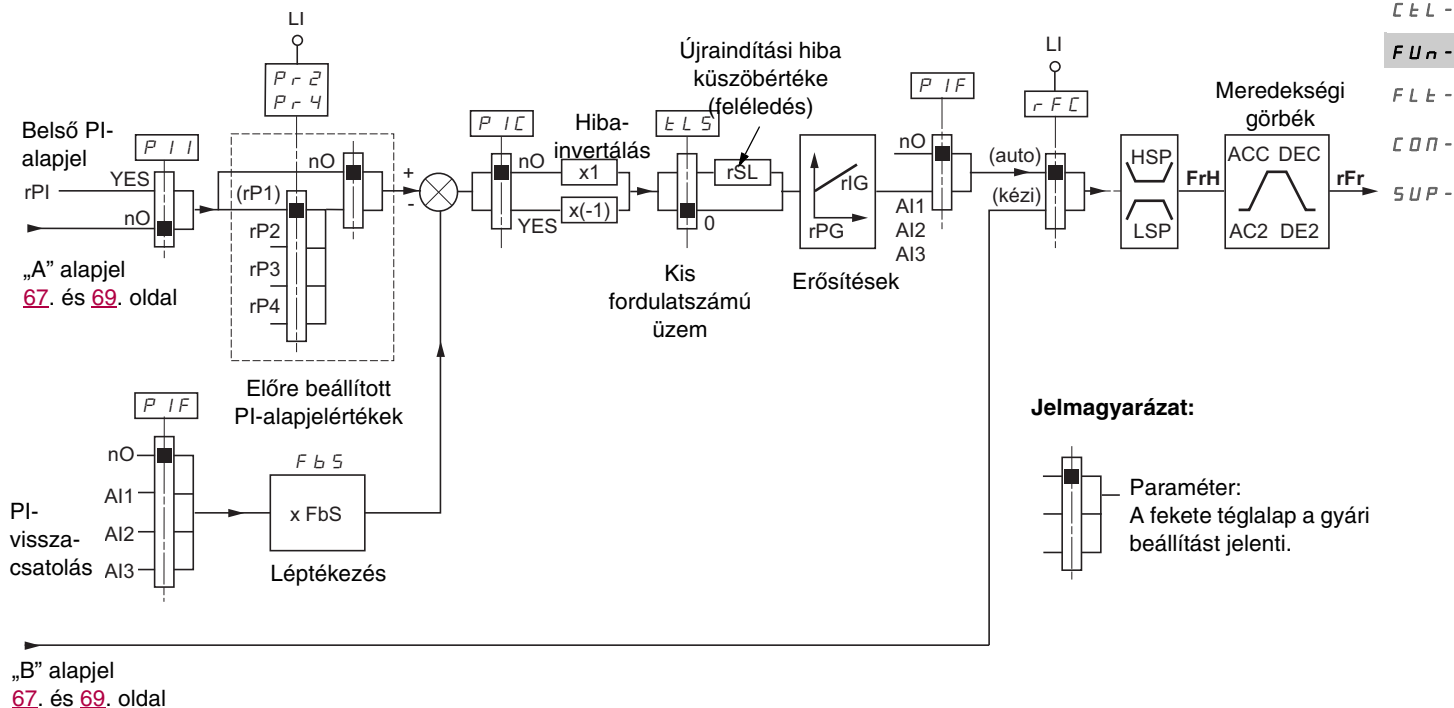 CtL-
FUn-
FLt-
COn-
SUP-
LI
Pr2
Pr4
Belső PI-
alapjel
PII
rPI
YES
nO
„A” alapjel
67. és 69. oldal
nO
(rP1)
rP2
rP3
rP4
Előre beállított
PI-alapjelértékek
+
-
PIC
nO
YES
Hiba-
invertálás
x1
x(-1)
Újraindítási hiba
küszöbértéke
(feléledés)
tLS
rSL
0
Kis
fordulatszámú
üzem
rIG
rPG
Erősítések
PIF
nO
AI1
AI2
AI3
LI
rFC
(auto)
(kézi)
HSP
LSP
FrH
Meredekségi
görbék
ACC DEC
AC2 DE2
rFr
PIF
nO
AI1
AI2
AI3
PI-
vissza-
csatolás
FbS
x FbS
Léptékezés
Jelmagyarázat:
Paraméter:
A fekete téglalap a gyári
beállítást jelenti.
„B” alapjel
67. és 69. oldal